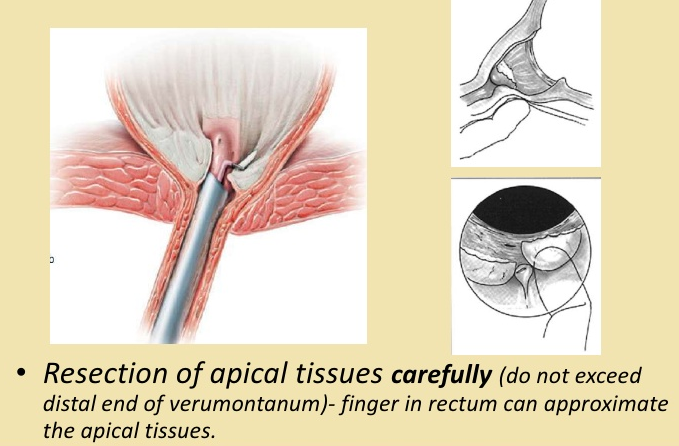 • Resection of apical tissues carefully (do not exceed
distal end of verumontanum)- finger in rectum can approximate
the apical tissues.